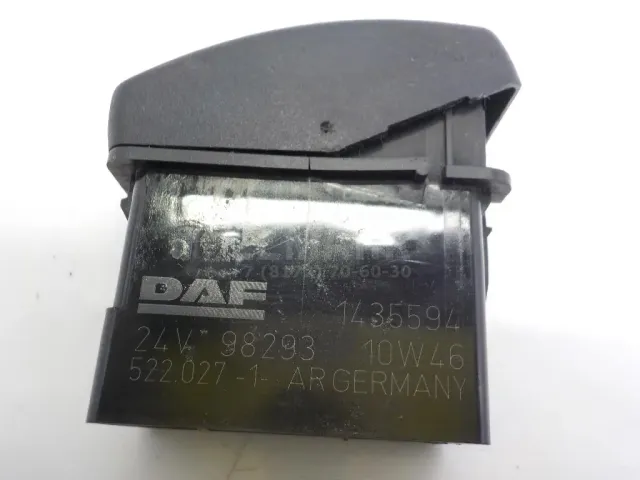 DAF 1435594
24V 98293 10W46
522.027 -1- AR GERMANY